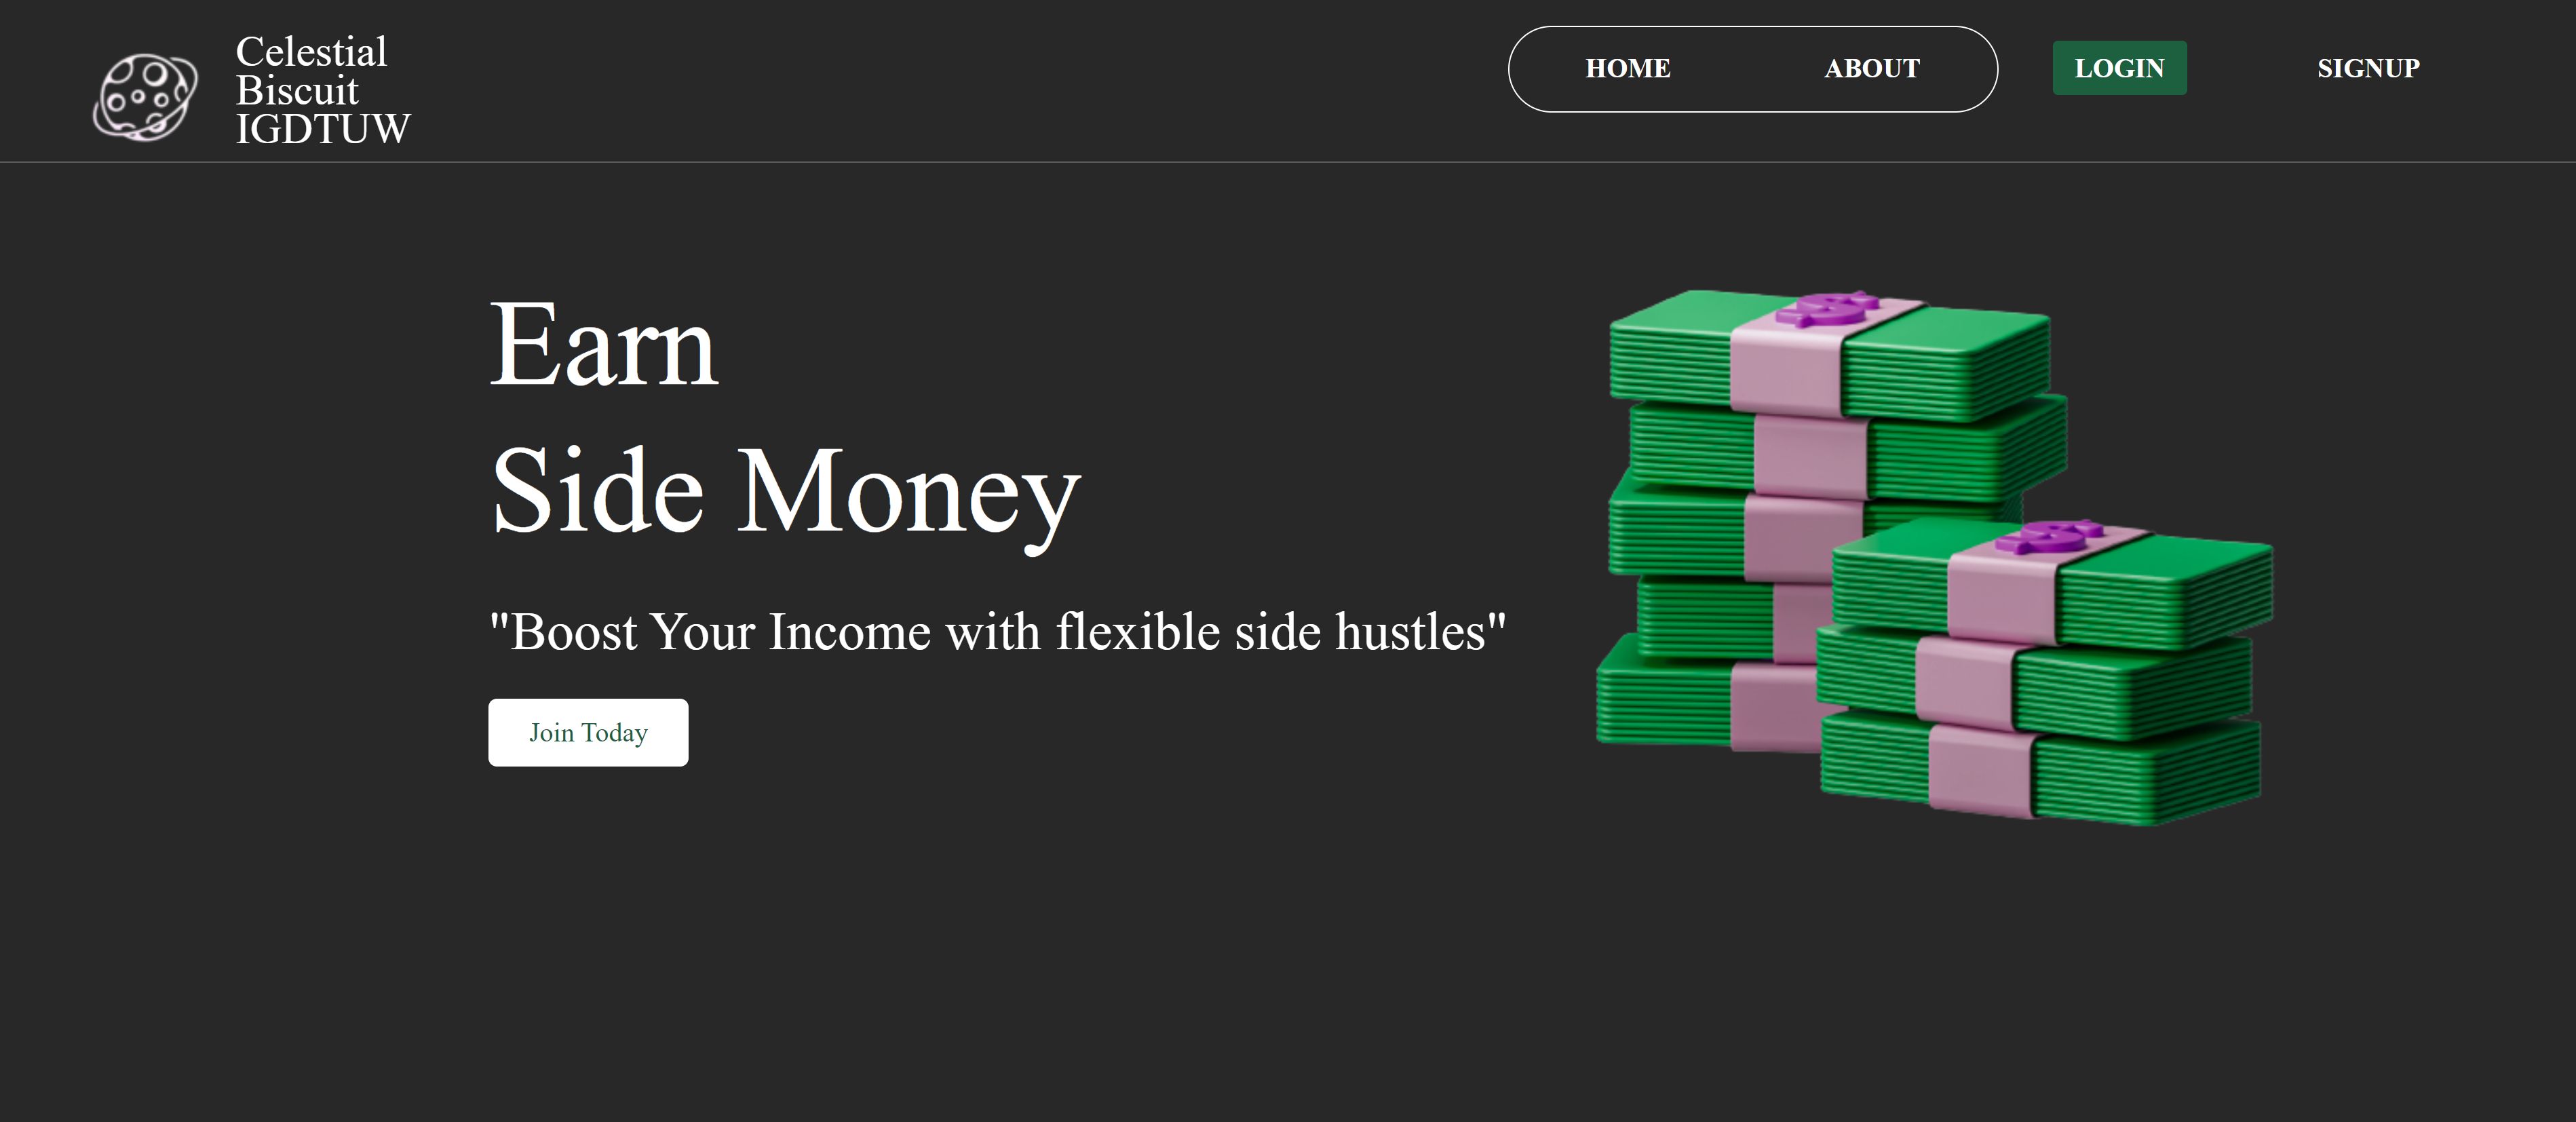 Celestial
Biscuit
IGDTUW
HOME
ABOUT
LOGIN
SIGNUP
Earn
Side Money
"Boost Your Income with flexible side hustles"
Join Today